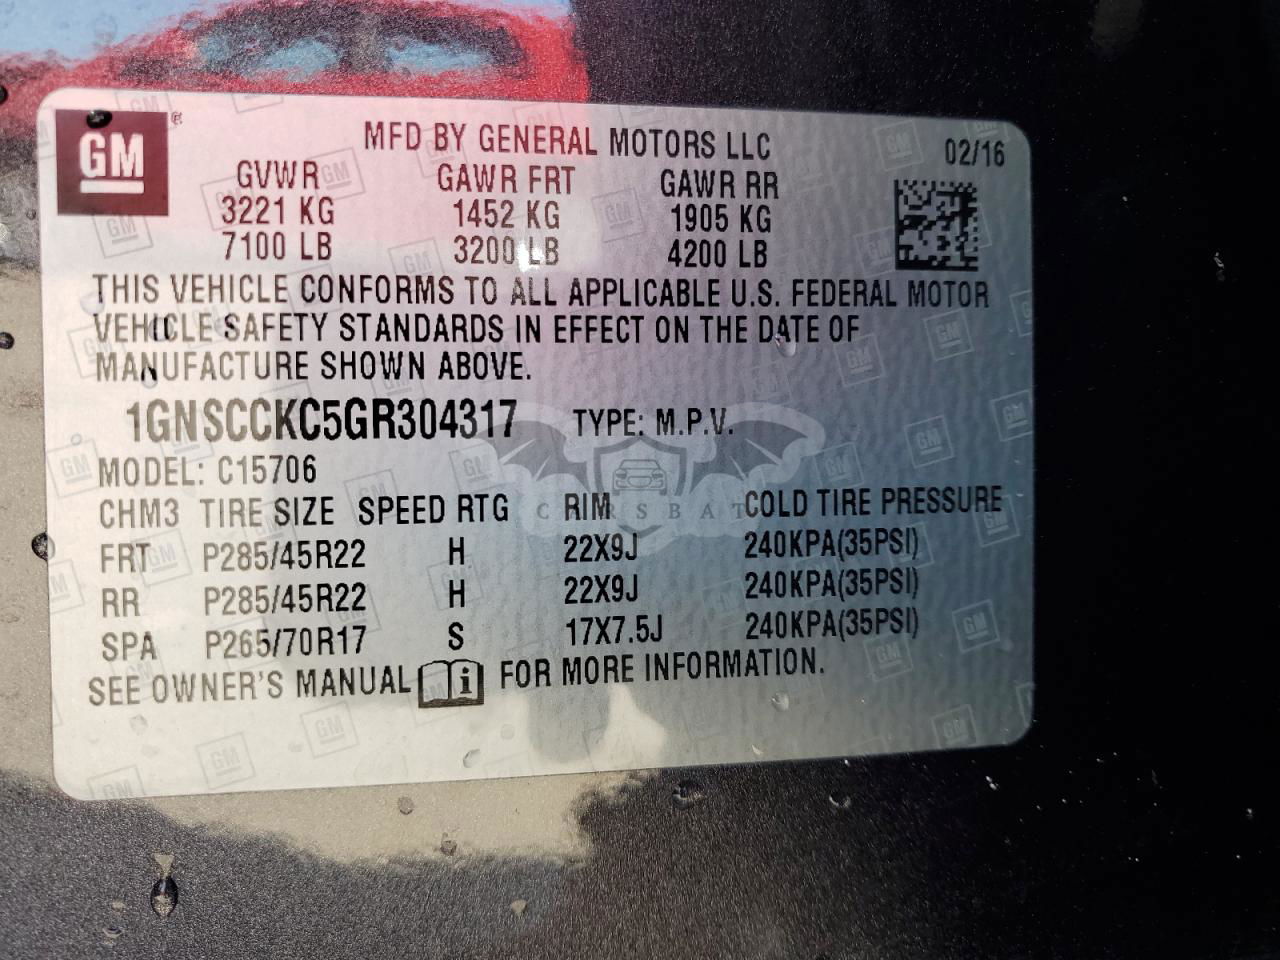 GM
MFD BY GENERAL MOTORS LLC 02/16
GVWR GAWR FRT GAWR RR
3221 KG 1452 KG 1905 KG
7100 LB 3200 LB 4200 LB
THIS VEHICLE CONFORMS TO ALL APPLICABLE U.S. FEDERAL MOTOR
VEHICLE SAFETY STANDARDS IN EFFECT ON THE DATE OF
MANUFACTURE SHOWN ABOVE.
1GNSCCKC5GR304317 TYPE: M.P.V.
MODEL: C15706
CHM3 TIRE SIZE SPEED RTG RIM COLD TIRE PRESSURE
FRT P285/45R22 H 22X9J 240KPA(35PSI)
RR P285/45R22 H 22X9J 240KPA(35PSI)
SPA P265/70R17 S 17X7.5J 240KPA(35PSI)
SEE OWNER'S MANUAL i FOR MORE INFORMATION.